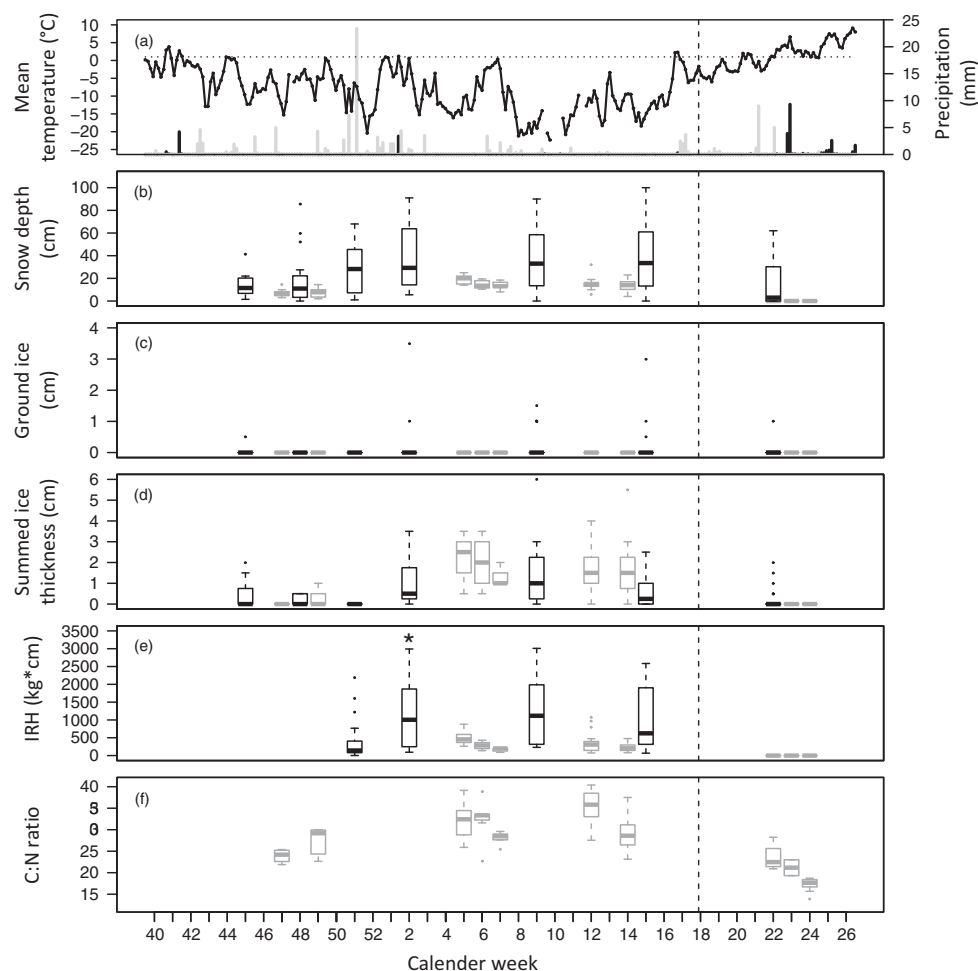 (a)
Mean
temperature (°C)
10
5
0
−5
−10
−15
−20
−25
25
20
15
10
5
0
Precipitation
(mm)
(b)
Snow depth
(cm)
100
80
60
40
20
0
(c)
Ground ice
(cm)
4
3
2
1
0
(d)
Summed ice
thickness (cm)
6
5
4
3
2
1
0
(e)
*
IRH (kg*cm)
3500
3000
2500
2000
1500
1000
500
0
(f)
C:N ratio
40
3
5
3
0
25
20
15
40 42 44 46 48 50 52 2 4 6 8 10 12 14 16 18 20 22 24 26
Calender week